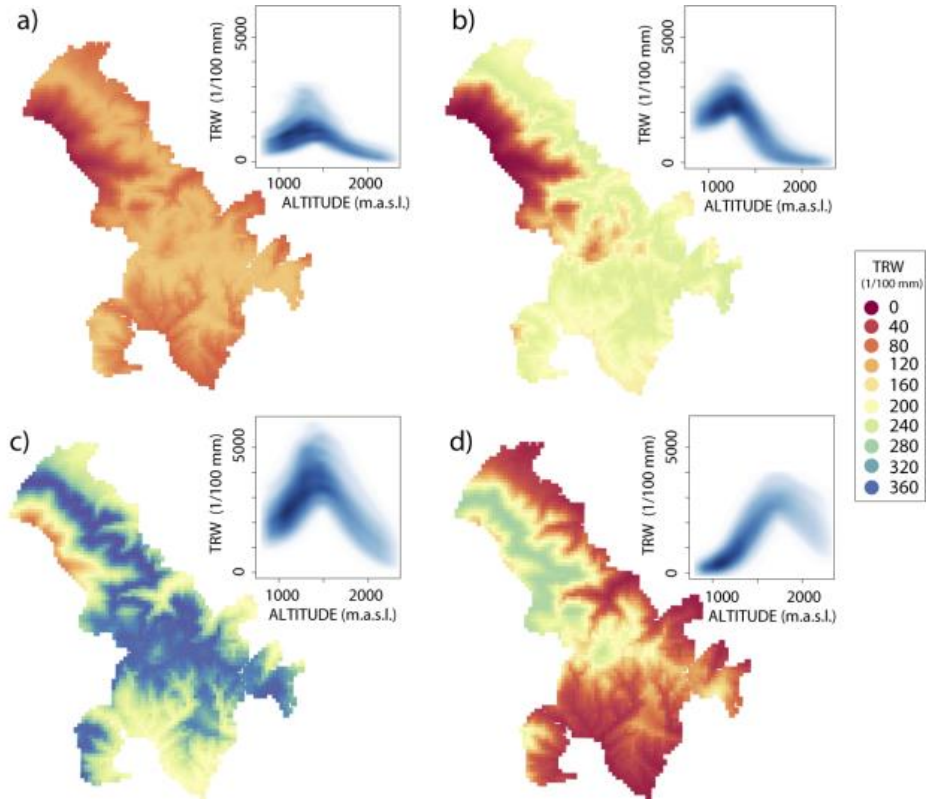 a)
TRW (1/100 mm)
5000
0
1000
2000
ALTITUDE (m.a.s.l.)
b)
TRW (1/100 mm)
5000
0
1000
2000
ALTITUDE (m.a.s.l.)
TRW
(1/100 mm)
0
40
80
120
160
200
240
280
320
360
c)
TRW (1/100 mm)
5000
0
1000
2000
ALTITUDE (m.a.s.l.)
d)
TRW (1/100 mm)
5000
0
1000
2000
ALTITUDE (m.a.s.l.)